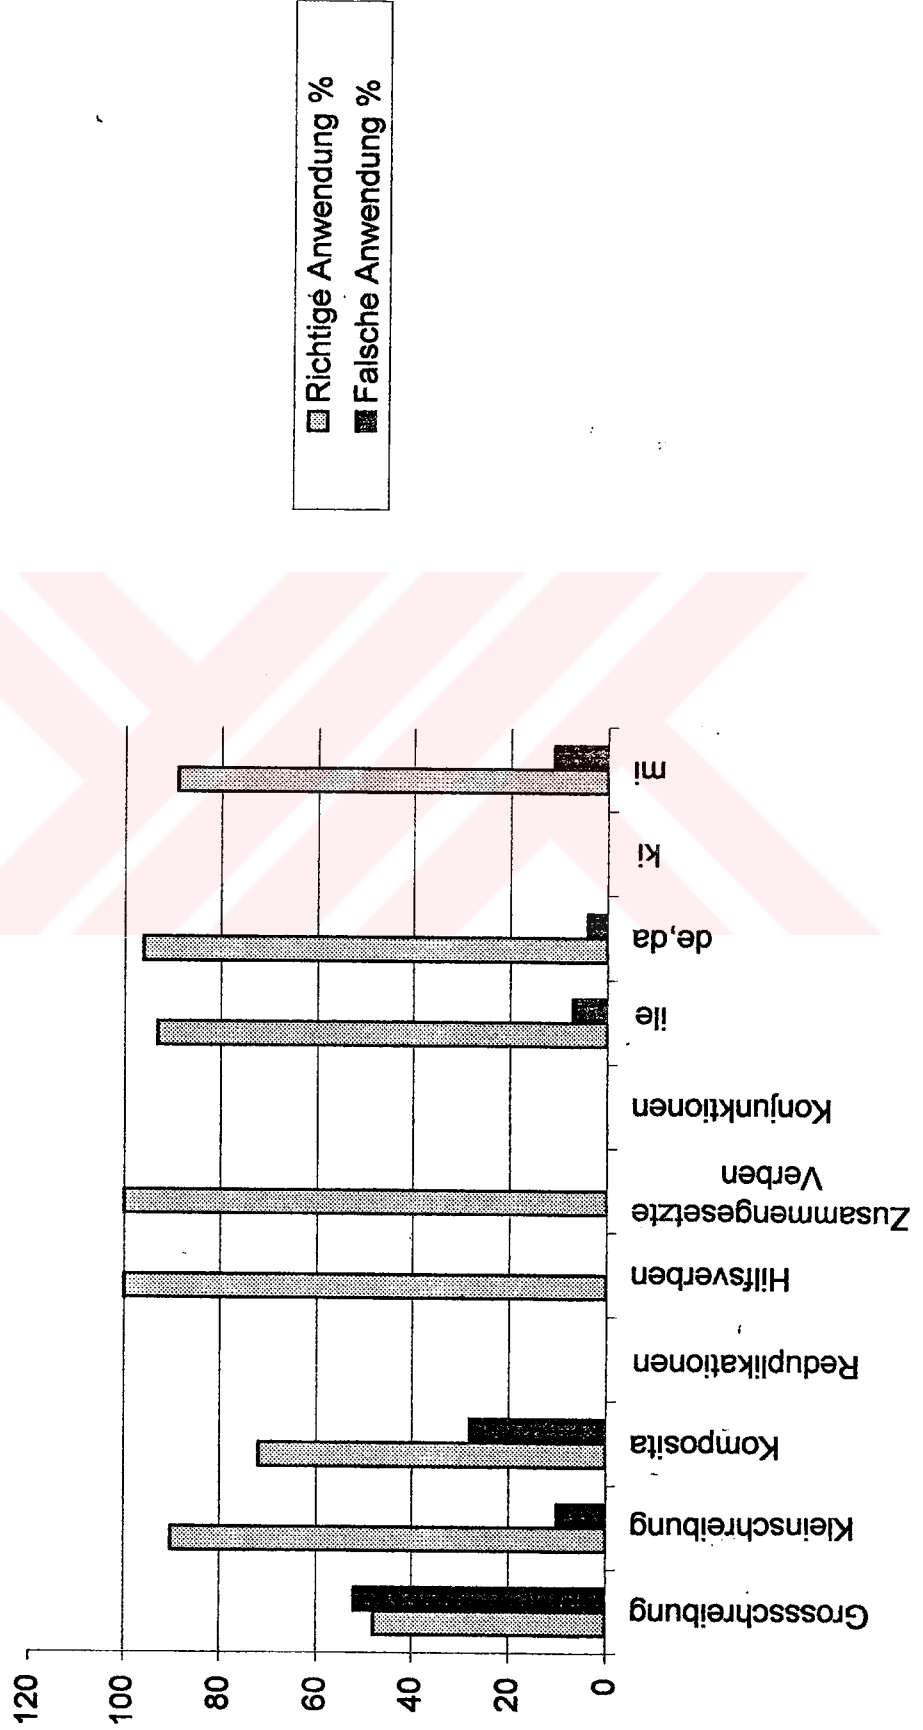 120
100
80
60
40
20
0
Grossschreibung
Kleinschreibung
Komposita
Reduplikationen
Hilfsverben
Zusammengesetzte
Verben
Konjunktionen
ile
de,da
ki
mi
Richtige Anwendung %
Falsche Anwendung %